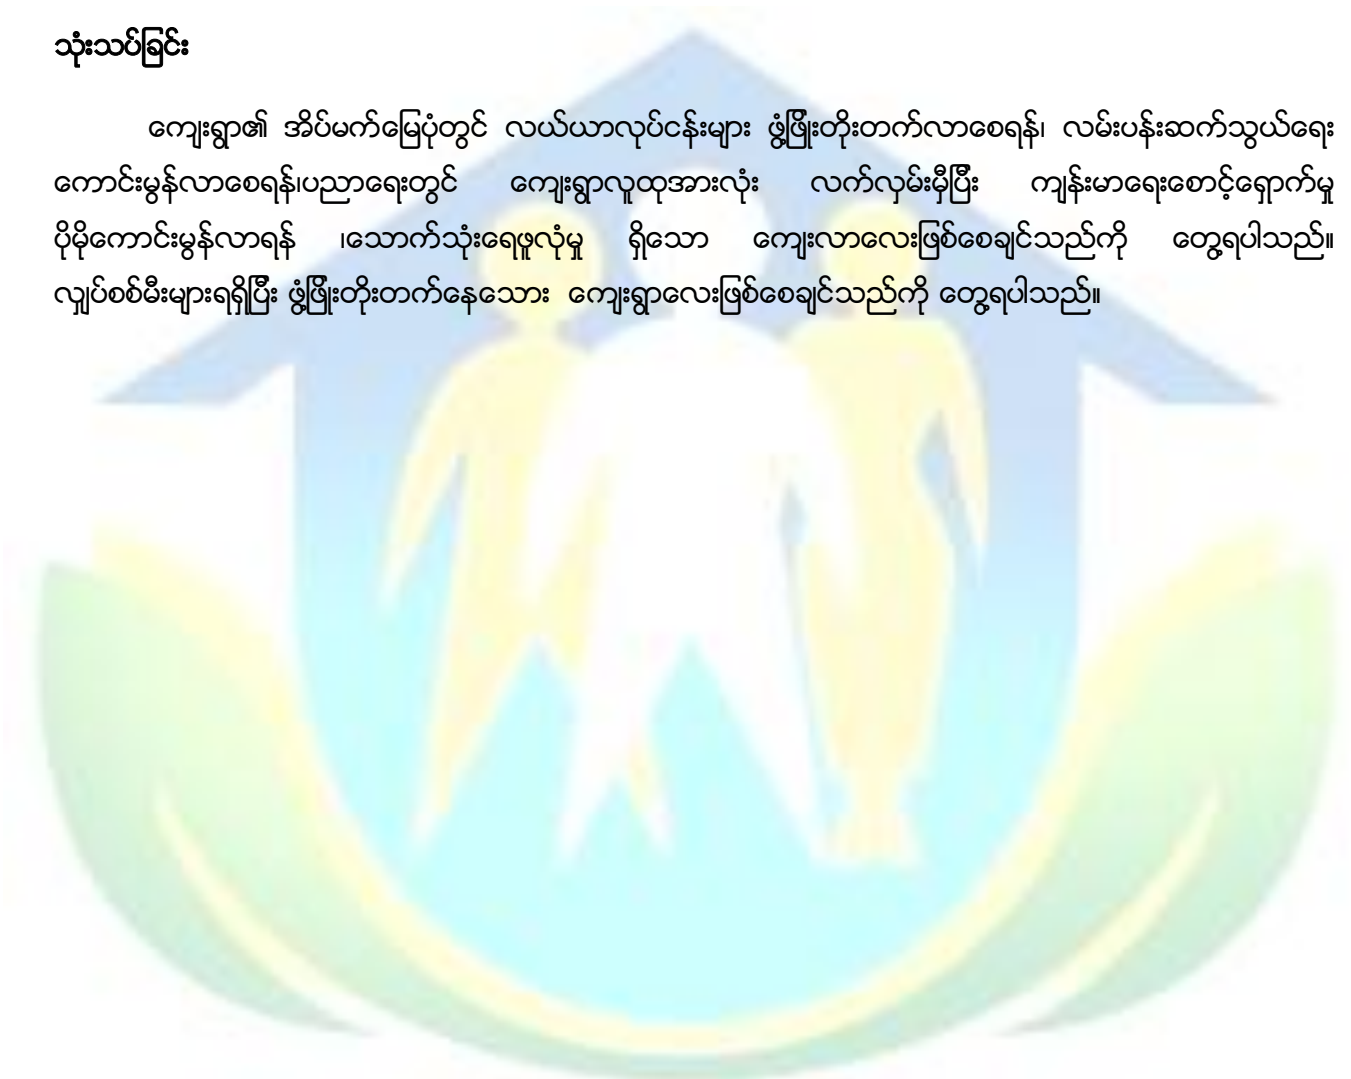 သုံးသပ်ခြင်း
ကျေးရွာ၏ အိပ်မက်မြေပုံတွင် လယ်ယာလုပ်ငန်းများ ဖွံ့ဖြိုးတိုးတက်လာစေရန်၊ လမ်းပန်းဆက်သွယ်ရေး
ကောင်းမွန်လာစေရန်၊ပညာရေးတွင် ကျေးရွာလူထုအားလုံး လက်လှမ်းမှီပြီး ကျန်းမာရေးစောင့်ရှောက်မှု
ပိုမိုကောင်းမွန်လာရန် ၊သောက်သုံးရေဖူလုံမှု ရှိသော ကျေးလာလေးဖြစ်စေချင်သည်ကို တွေ့ရပါသည်။
လျှပ်စစ်မီးများရရှိပြီး ဖွံ့ဖြိုးတိုးတက်နေသေား ကျေးရွာလေးဖြစ်စေချင်သည်ကို တွေ့ရပါသည်။